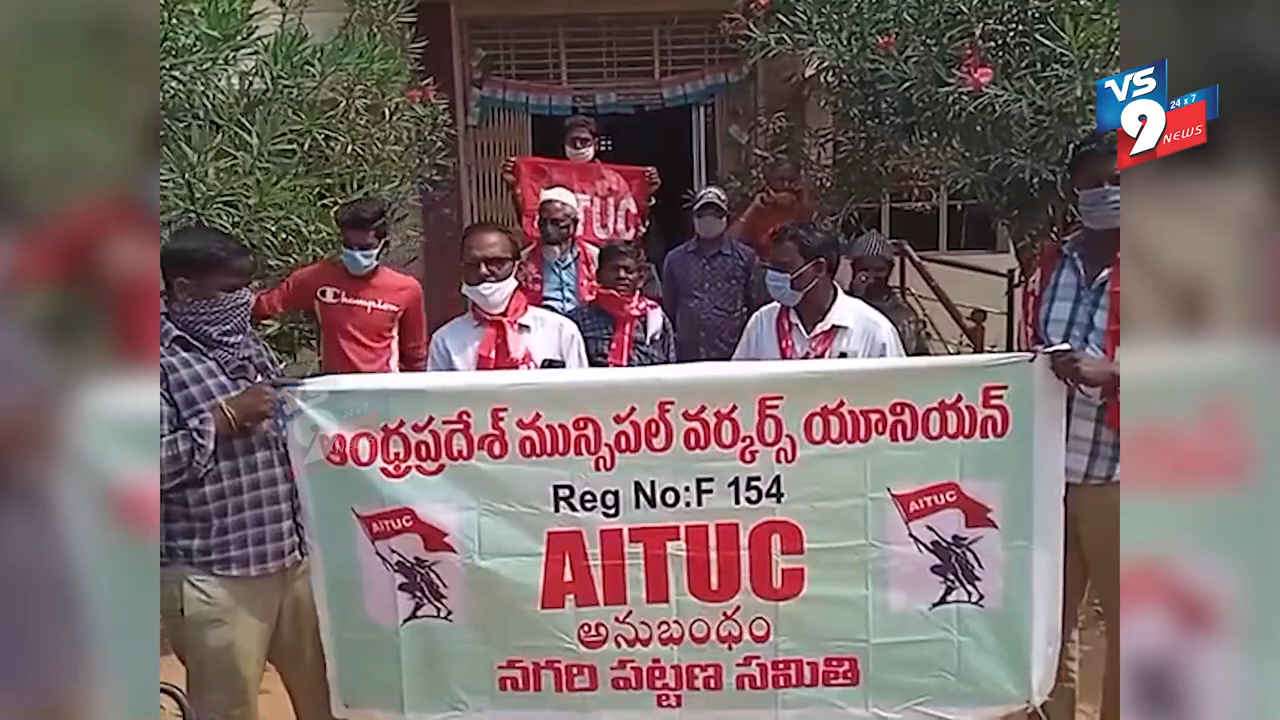 VS
24 x 7
9 NEWS
AITUC
Champion
ఆంధ్రప్రదేశ్ మున్సిపల్ వర్కర్స్ యూనియన్
Reg No:F 154
AITUC
AITUC
AITUC
అనుబంధం
నగరి పట్టణ సమితి